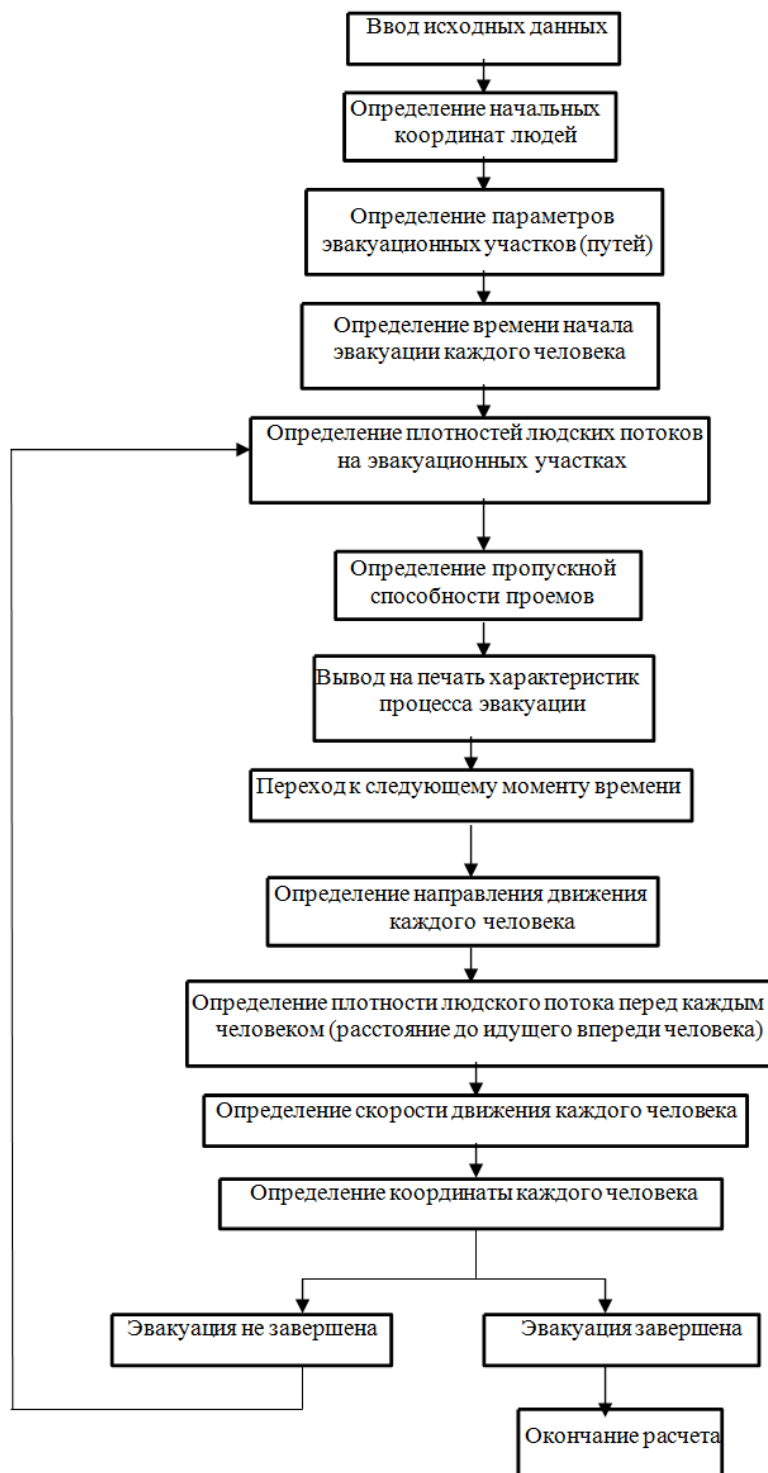 Ввод исходных данных
Определение начальных
координат людей
Определение параметров
эвакуационных участков (путей)
Определение времени начала
эвакуации каждого человека
Определение плотностей людских потоков
на эвакуационных участках
Определение пропускной
способности проемов
Вывод на печать характеристик
процесса эвакуации
Переход к следующему моменту времени
Определение направления движения
каждого человека
Определение плотности людского потока перед каждым
человеком (расстояние до идущего впереди человека)
Определение скорости движения каждого человека
Определение координаты каждого человека
Эвакуация не завершена
Эвакуация завершена
Окончание расчета